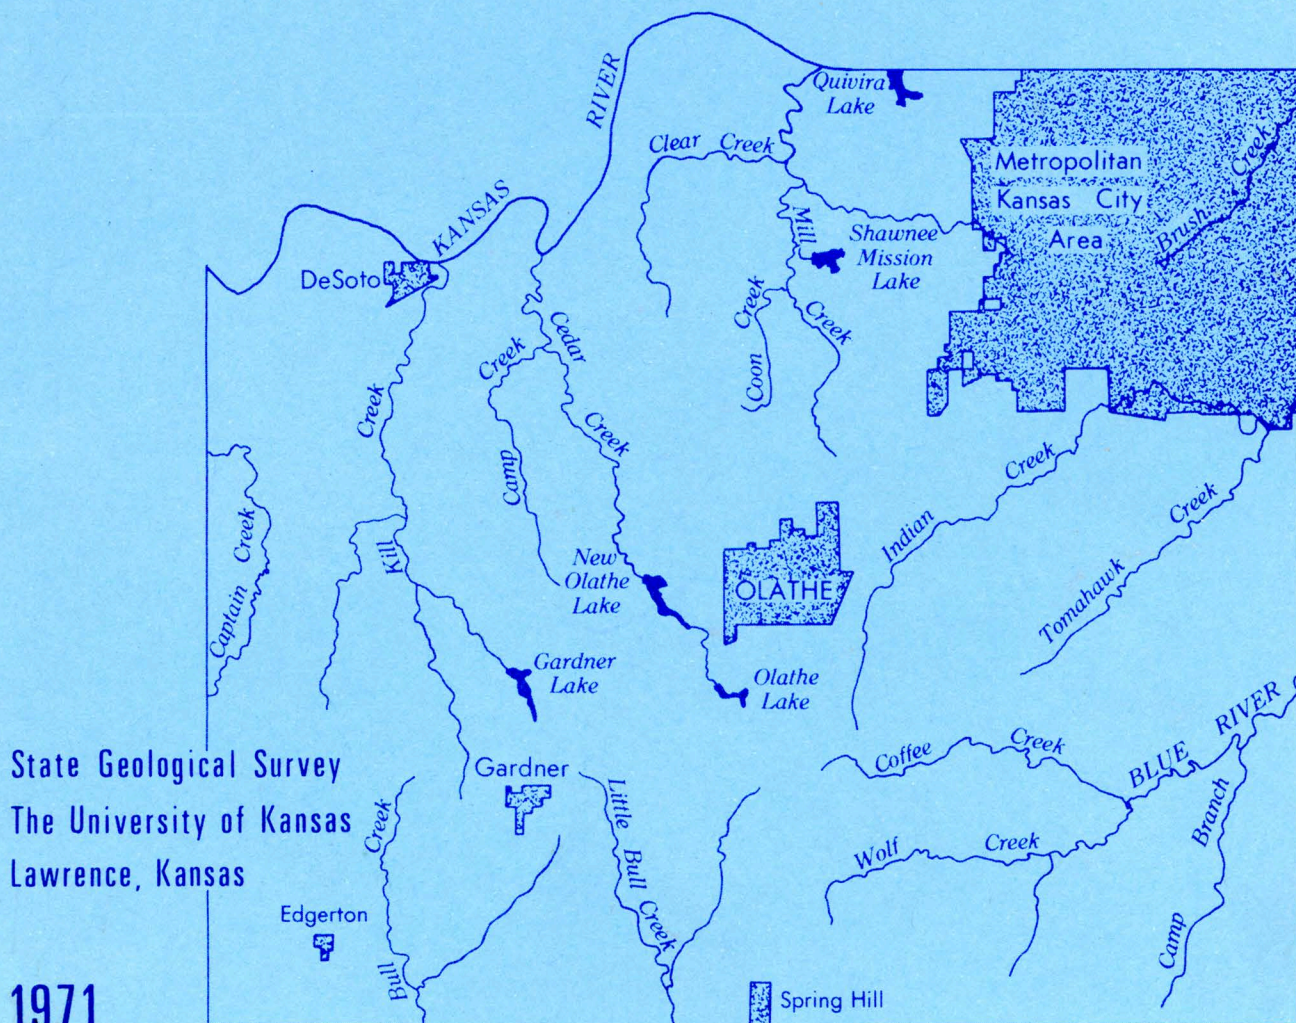 KANSAS
RIVER
Quivira
Lake
Clear Creek
Metropolitan
Kansas City
Area
Brush Creek
Mill Creek
Shawnee
Mission
Lake
DeSoto
Cedar Creek
Coon Creek
Camp Creek
Kill Creek
Captain Creek
Indian Creek
Tomahawk Creek
New
Olathe
Lake
OLATHE
Gardner
Lake
Olathe
Lake
Coffee Creek
BLUE RIVER
State Geological Survey
The University of Kansas
Lawrence, Kansas
Gardner
Little Bull Creek
Bull Creek
Wolf Creek
Camp Branch
Edgerton
Spring Hill
1971